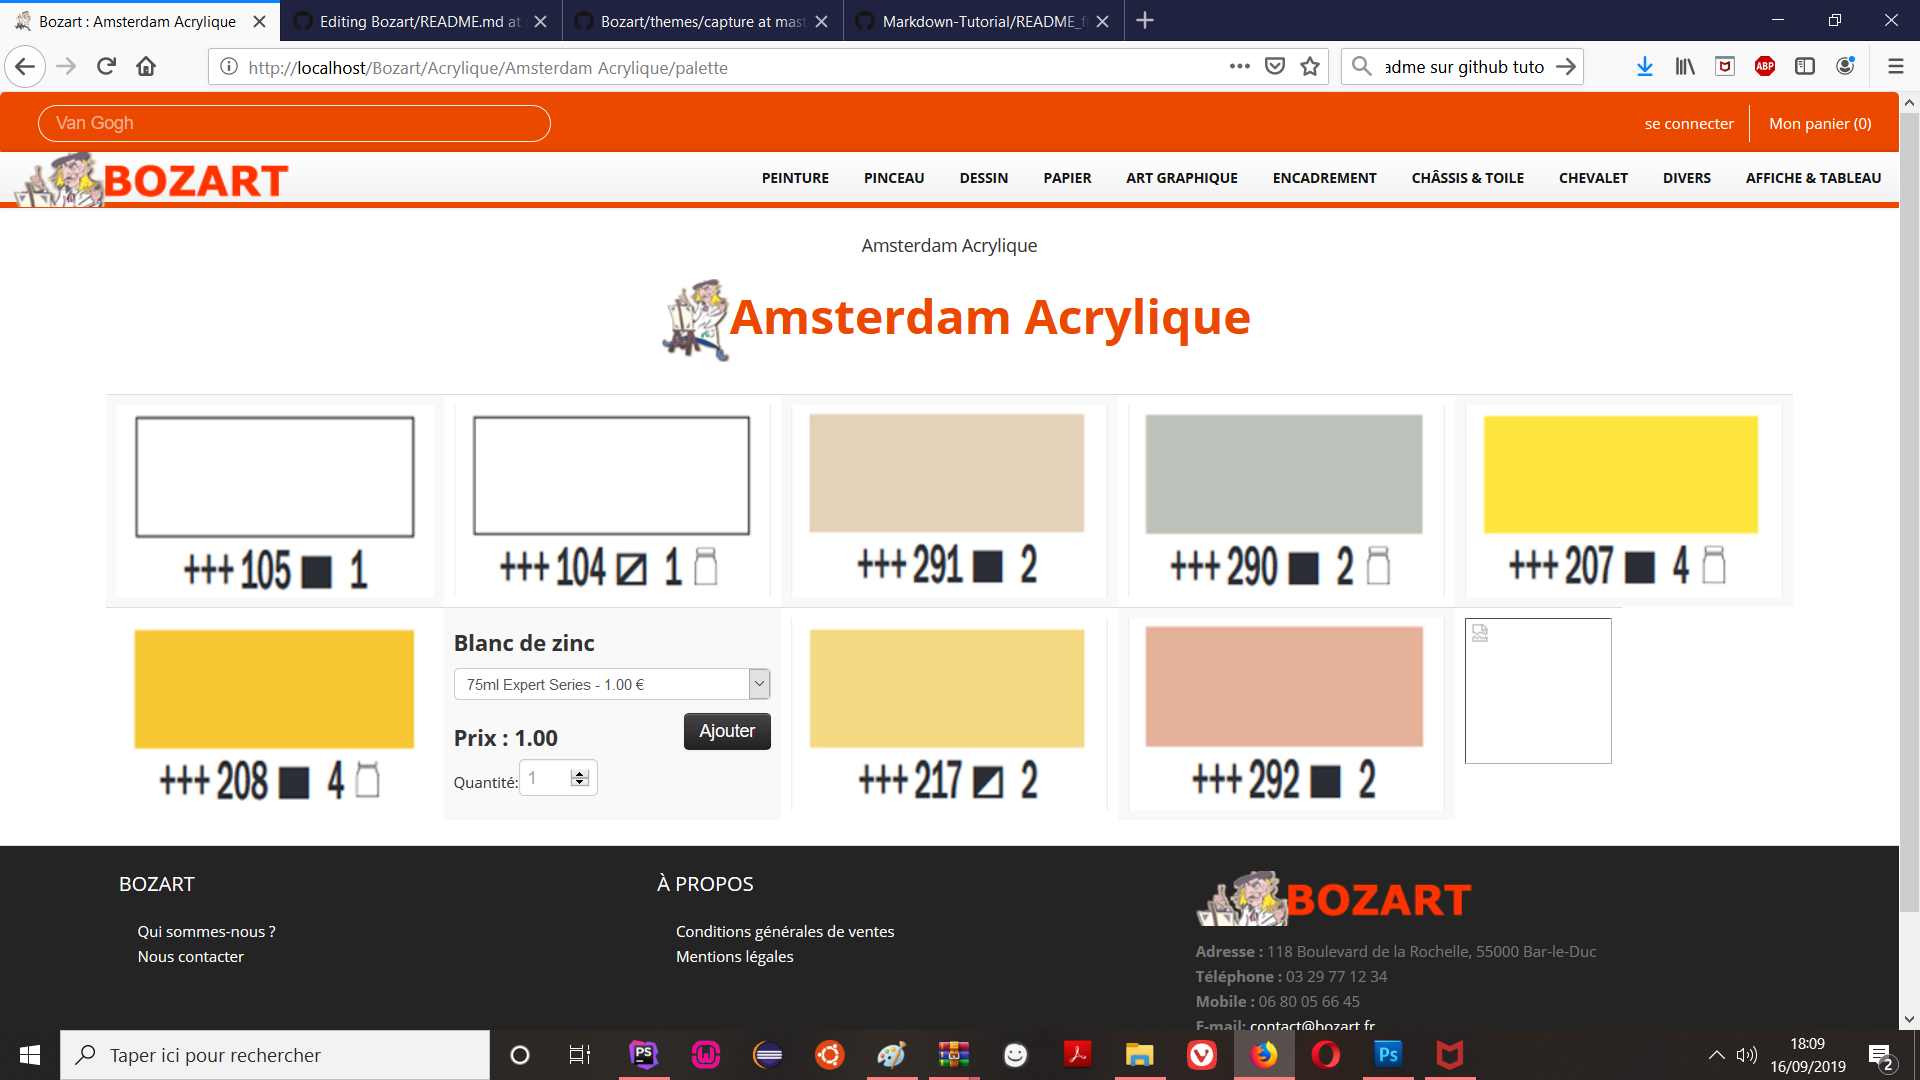 Bozart : Amsterdam Acrylique
Editing Bozart/README.md at
Bozart/themes/capture at mast
Markdown-Tutorial/README_f
http://localhost/Bozart/Acrylique/Amsterdam Acrylique/palette
adme sur github tuto
ABP
Van Gogh
se connecter
Mon panier (0)
BOZART
PEINTURE PINCEAU DESSIN PAPIER ART GRAPHIQUE ENCADREMENT CHÂSSIS & TOILE CHEVALET DIVERS AFFICHE & TABLEAU
Amsterdam Acrylique
Amsterdam Acrylique
+++ 105 1
+++ 104 1
+++ 291 2
+++ 290 2
+++ 207 4
+++ 208 4
Blanc de zinc
75ml Expert Series - 1.00 €
Prix : 1.00
Ajouter
Quantité: 1
+++ 217 2
+++ 292 2
BOZART
Qui sommes-nous ?
Nous contacter
À PROPOS
Conditions générales de ventes
Mentions légales
BOZART
Adresse : 118 Boulevard de la Rochelle, 55000 Bar-le-Duc
Téléphone : 03 29 77 12 34
Mobile : 06 80 05 66 45
E-mail: contact@bozart.fr
Taper ici pour rechercher
PS
Ps
18:09
16/09/2019
2